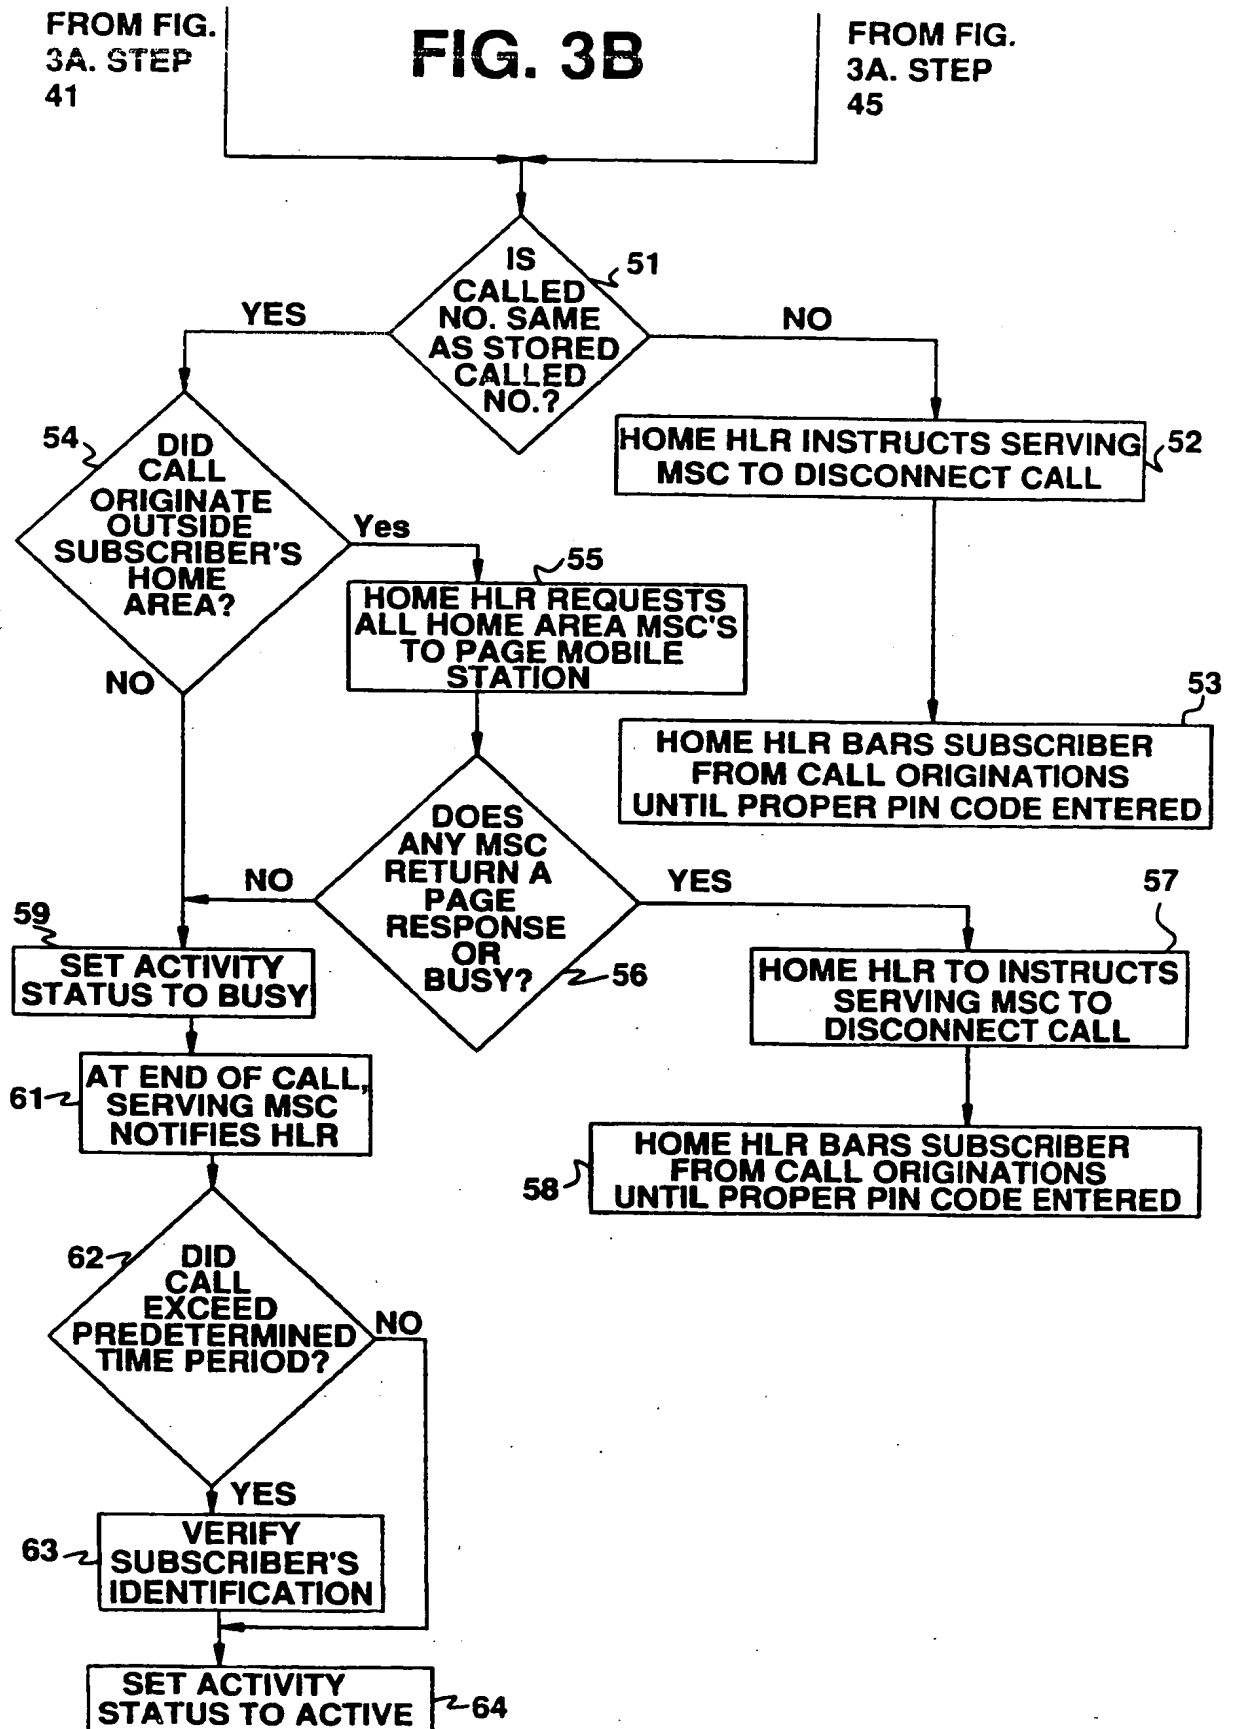 FROM FIG.
3A. STEP
41
FIG. 3B
FROM FIG.
3A. STEP
45
IS
CALLED
NO. SAME
AS STORED
CALLED
NO.?
51
YES
NO
54
DID
CALL
ORIGINATE
OUTSIDE
SUBSCRIBER'S
HOME
AREA?
Yes
NO
HOME HLR INSTRUCTS SERVING
MSC TO DISCONNECT CALL
52
55
HOME HLR REQUESTS
ALL HOME AREA MSC'S
TO PAGE MOBILE
STATION
53
HOME HLR BARS SUBSCRIBER
FROM CALL ORIGINATIONS
UNTIL PROPER PIN CODE ENTERED
DOES
ANY MSC
RETURN A
PAGE
RESPONSE
OR
BUSY?
56
NO
YES
57
HOME HLR TO INSTRUCTS
SERVING MSC TO
DISCONNECT CALL
59
SET ACTIVITY
STATUS TO BUSY
61
AT END OF CALL,
SERVING MSC
NOTIFIES HLR
58
HOME HLR BARS SUBSCRIBER
FROM CALL ORIGINATIONS
UNTIL PROPER PIN CODE ENTERED
62
DID
CALL
EXCEED
PREDETERMINED
TIME PERIOD?
NO
YES
63
VERIFY
SUBSCRIBER'S
IDENTIFICATION
SET ACTIVITY
STATUS TO ACTIVE
64